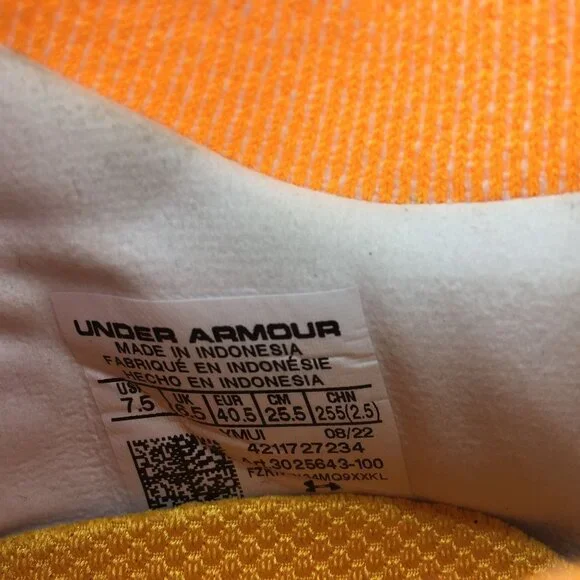 UNDER ARMOUR
MADE IN INDONESIA
FABRIQUÉ EN INDONÉSIE
HECHO EN INDONESIA
US UK EUR CM CHN
7.5 6.5 40.5 25.5 255(2.5)
YMUI 08/22
4211727234
3025643-100